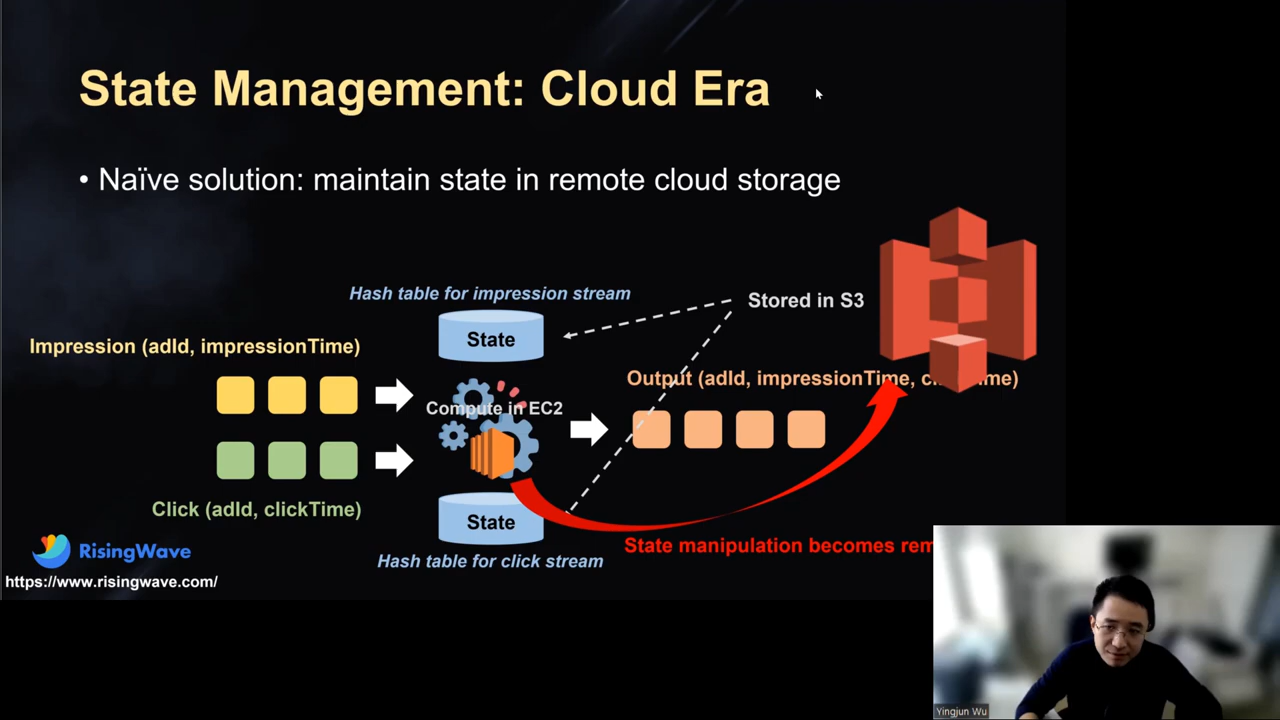 State Management: Cloud Era
• Naïve solution: maintain state in remote cloud storage
Hash table for impression stream
Stored in S3
State
Impression (adId, impressionTime)
Output (adId, impressionTime,
Compute in EC2
Click (adId, clickTime)
State
State manipulation becomes
Hash table for click stream
RisingWave
https://www.risingwave.com/
Yingjun Wu